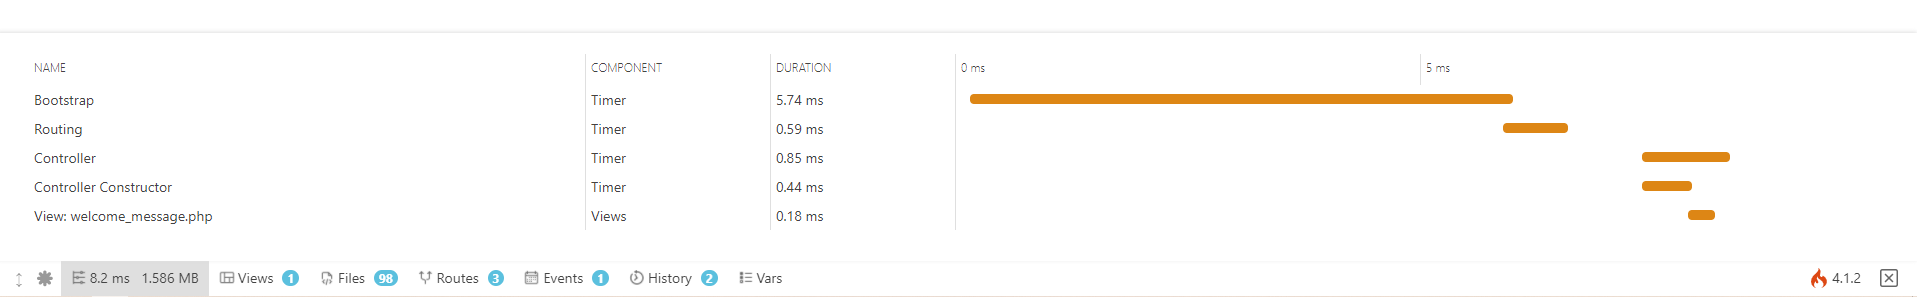 NAME COMPONENT DURATION 0 ms 5 ms
Bootstrap Timer 5.74 ms
Routing Timer 0.59 ms
Controller Timer 0.85 ms
Controller Constructor Timer 0.44 ms
View: welcome_message.php Views 0.18 ms
8.2 ms 1.586 MB Views 1 Files 98 Routes 3 Events 1 History 2 Vars 4.1.2